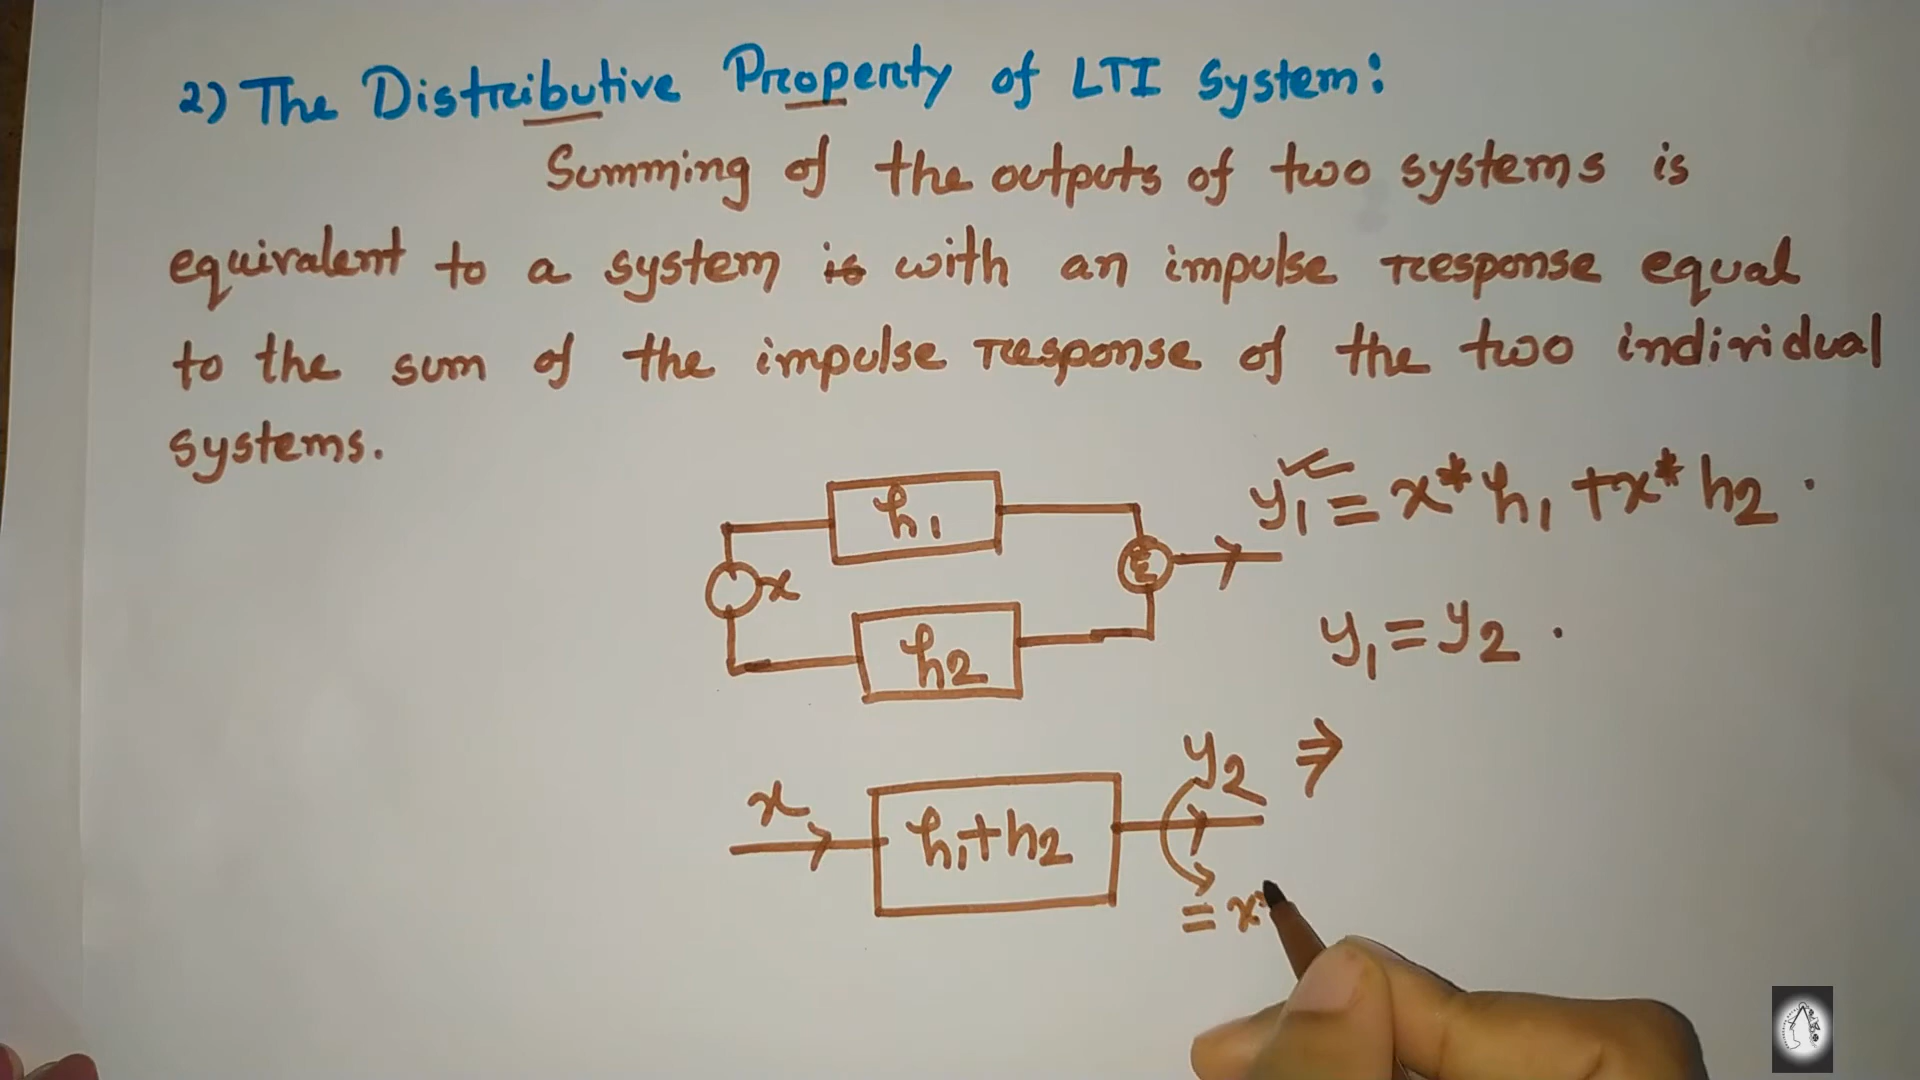 2) The Distributive Property of LTI System:
Summing of the outputs of two systems is
equivalent to a system is with an impulse response equal
to the sum of the impulse response of the two individual
systems.
h1
y1 = x * h1 + x * h2 .
x
Σ
h2
y1 = y2 .
y2 ⇒
x
h1+h2
= x*